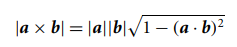 |a × b| = |a||b|√1 − (a · b)²